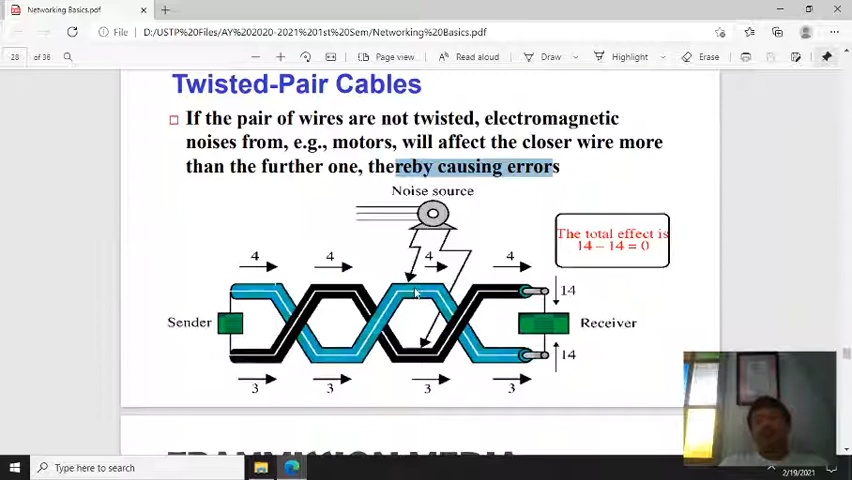 Networking Basics.pdf
File
D:/USTP%20Files/AY%202020-2021%201st%20Sem/Networking%20Basics.pdf
28 of 36
Page view
Read aloud
Draw
Highlight
Erase
Twisted-Pair Cables
If the pair of wires are not twisted, electromagnetic
noises from, e.g., motors, will affect the closer wire more
than the further one, thereby causing errors
Noise source
The total effect is
14 – 14 = 0
4 4 4 4
14
Sender
Receiver
14
3 3 3 3
TRANSMISSION MEDIA
Type here to search
2/19/2021